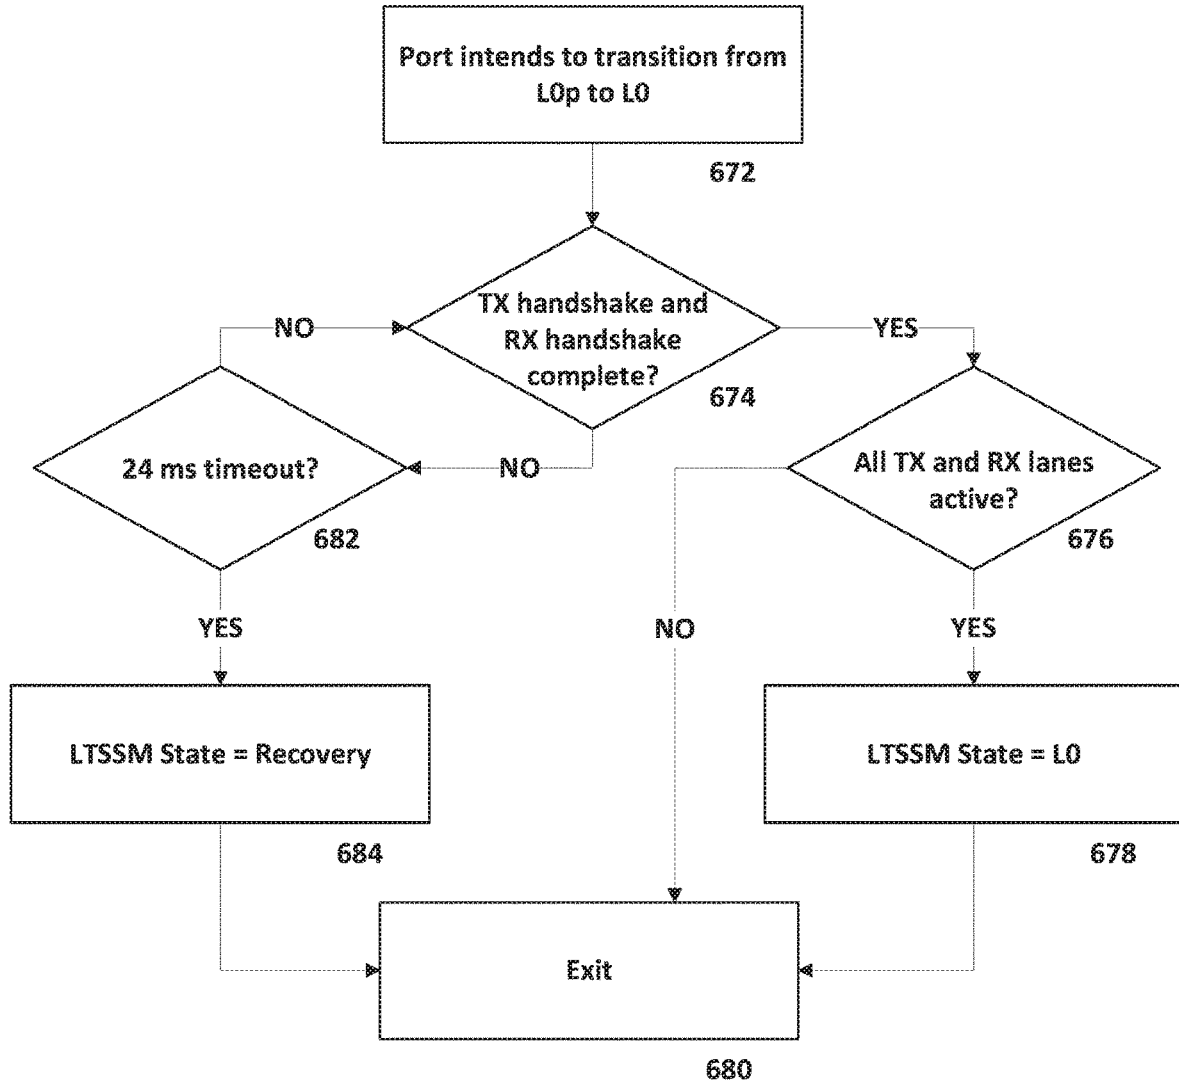 Port intends to transition from
L0p to L0
672
TX handshake and
RX handshake
complete?
674
NO
YES
24 ms timeout?
682
NO
All TX and RX lanes
active?
676
YES
NO
YES
LTSSM State = Recovery
684
LTSSM State = L0
678
Exit
680